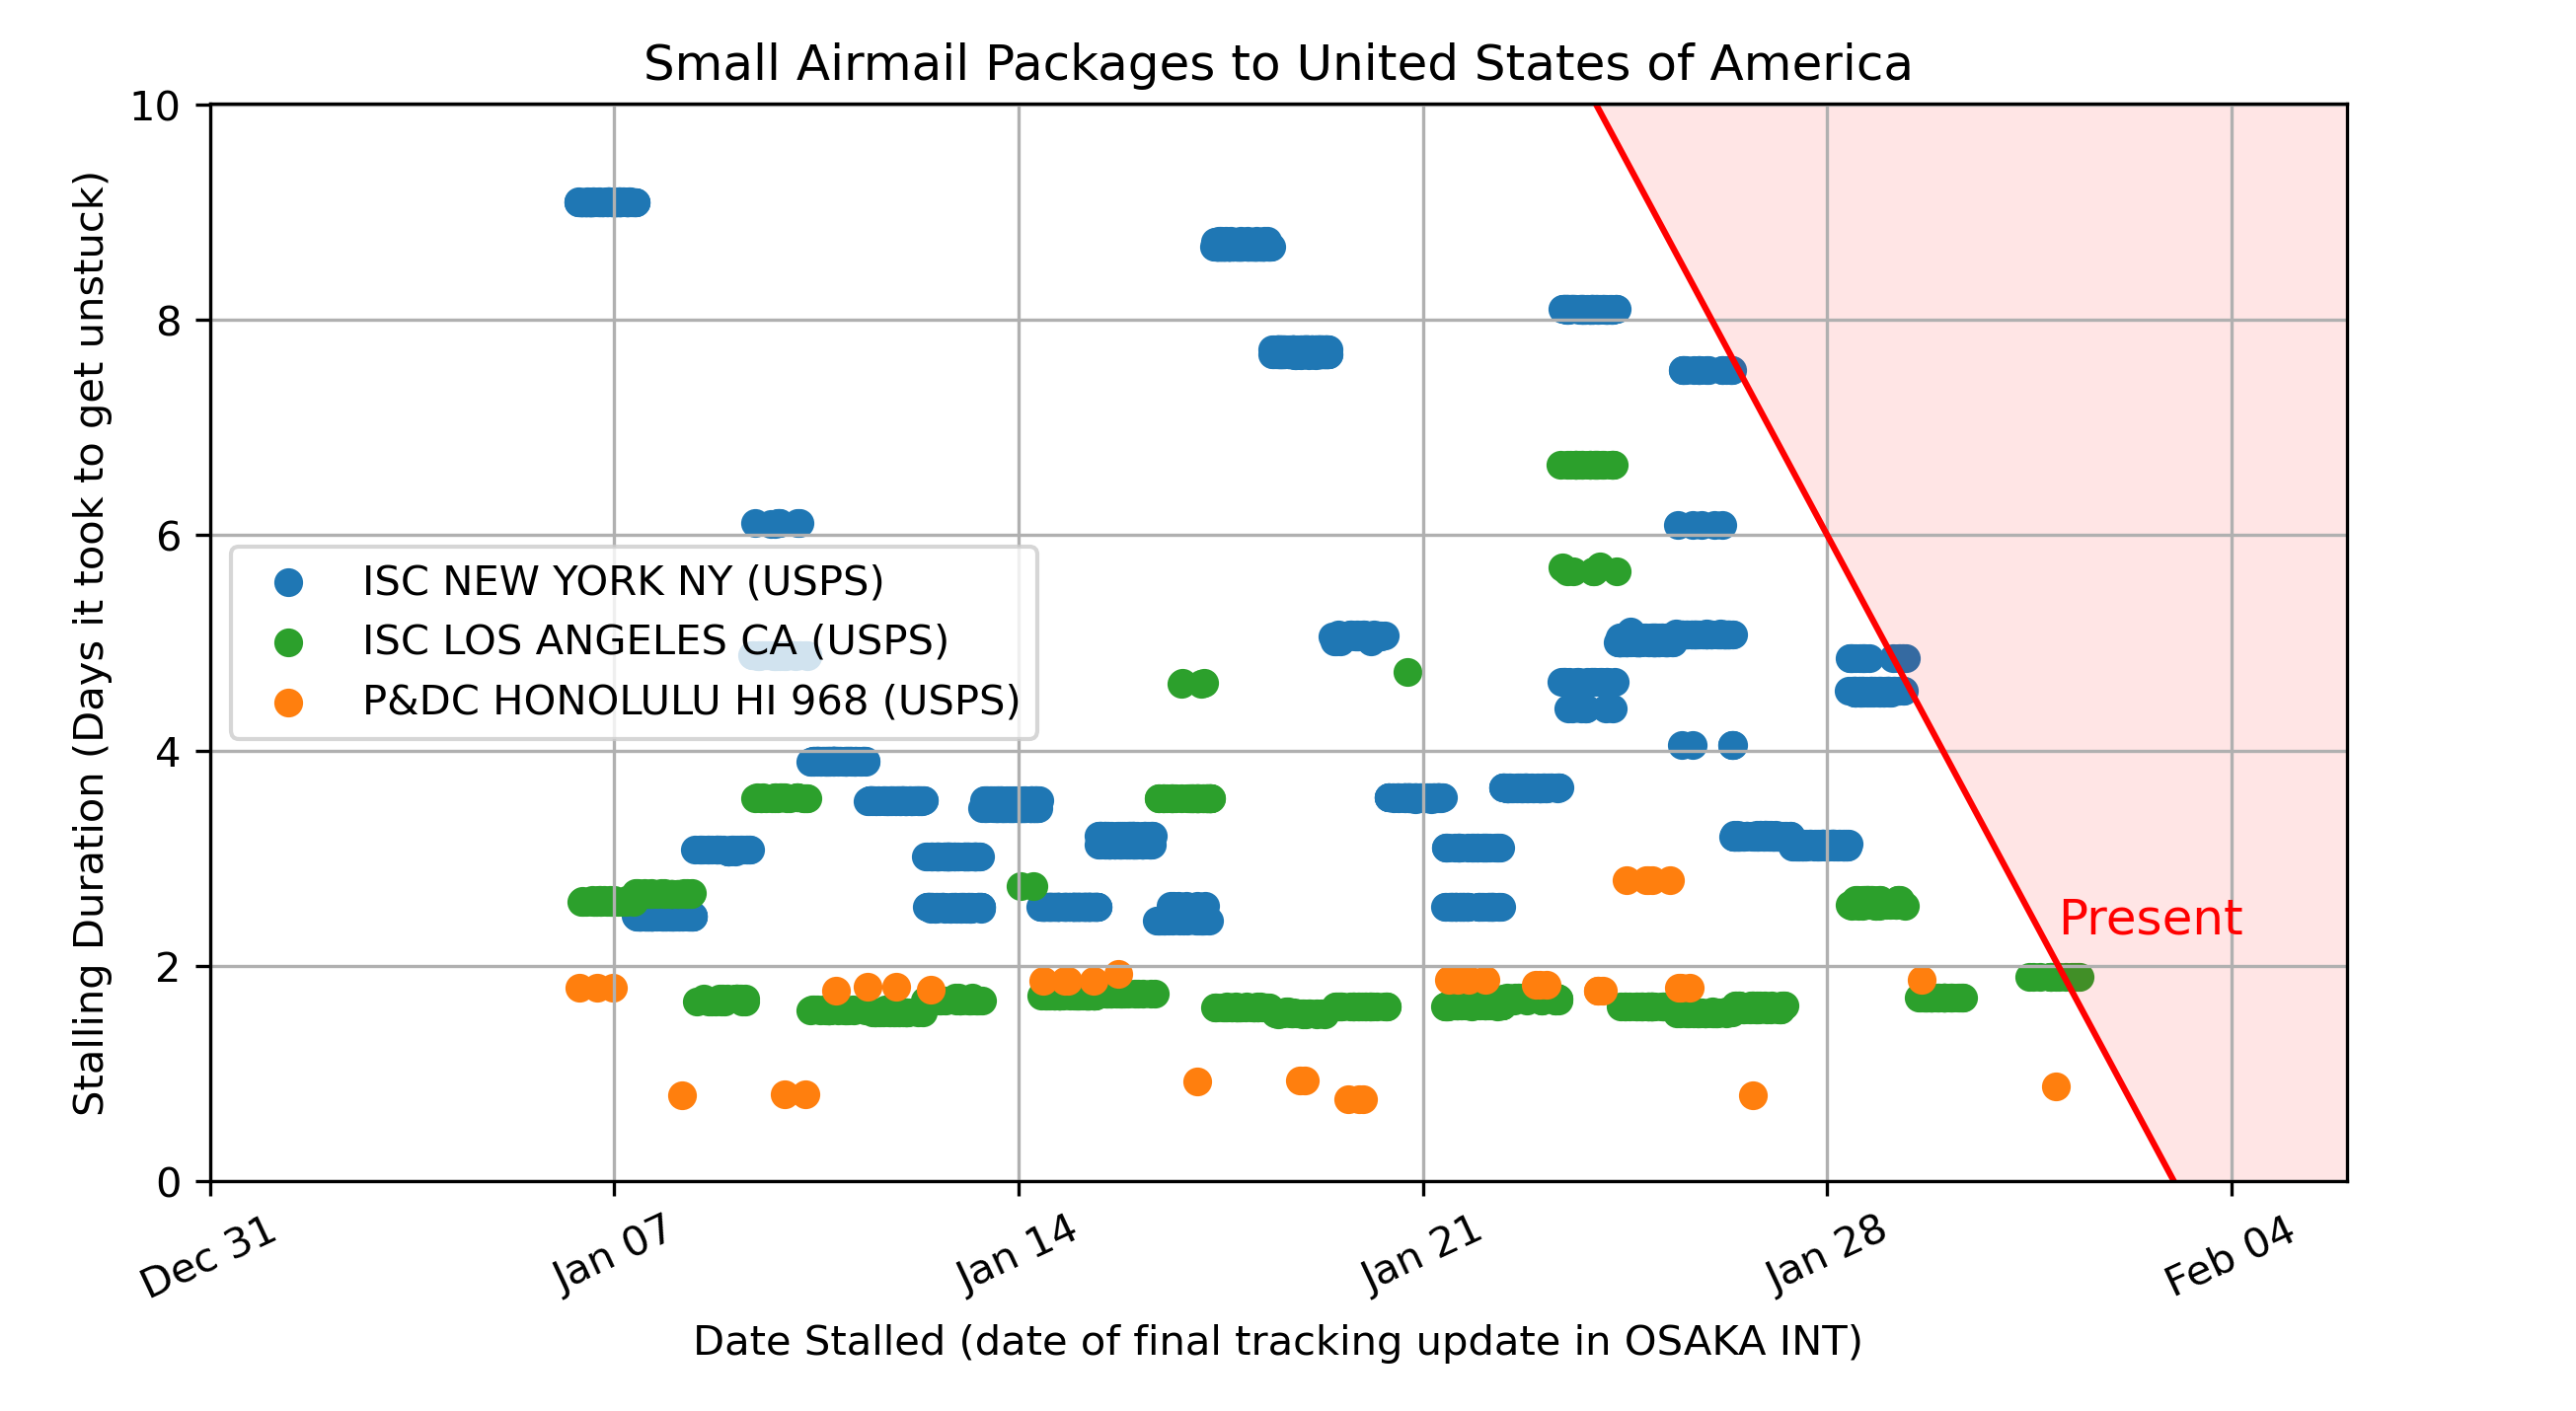 Small Airmail Packages to United States of America
Stalling Duration (Days it took to get unstuck)
10
8
6
4
2
0
ISC NEW YORK NY (USPS)
ISC LOS ANGELES CA (USPS)
P&DC HONOLULU HI 968 (USPS)
Present
Dec 31
Jan 07
Jan 14
Jan 21
Jan 28
Feb 04
Date Stalled (date of final tracking update in OSAKA INT)